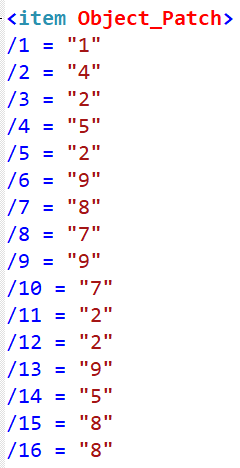 <item Object_Patch>
/1 = "1"
/2 = "4"
/3 = "2"
/4 = "5"
/5 = "2"
/6 = "9"
/7 = "8"
/8 = "7"
/9 = "9"
/10 = "7"
/11 = "2"
/12 = "2"
/13 = "9"
/14 = "5"
/15 = "8"
/16 = "8"